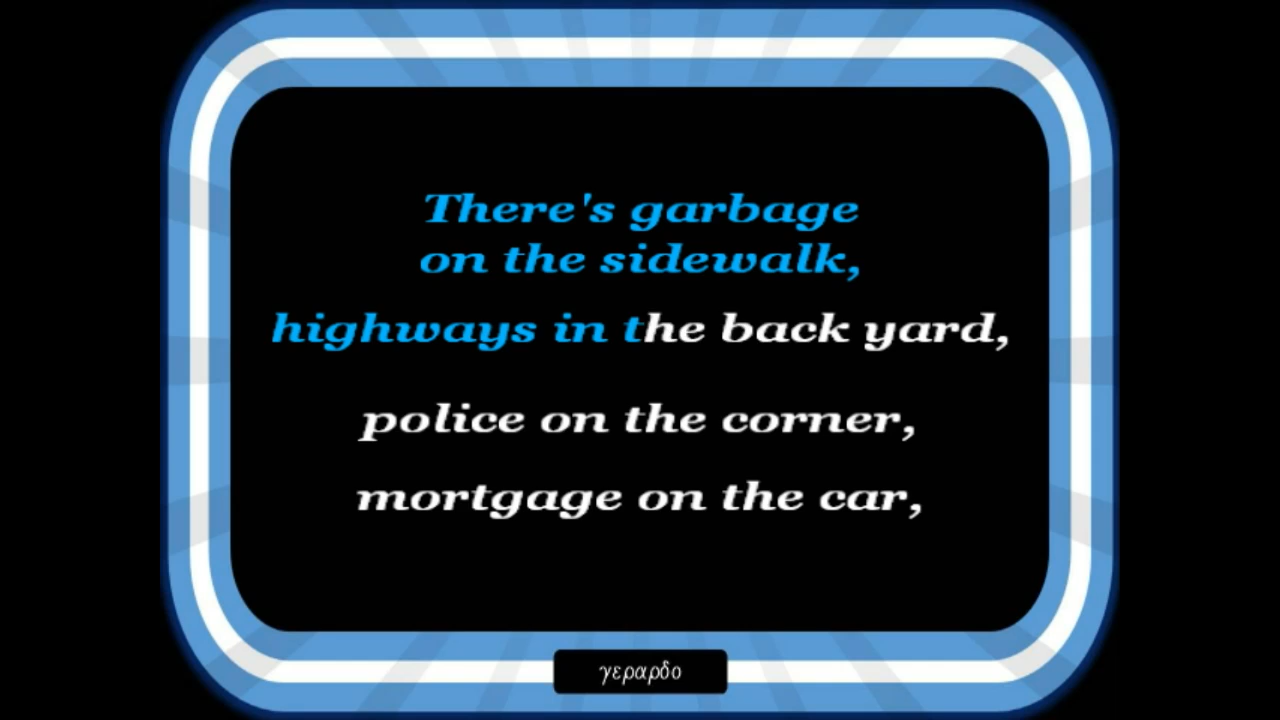 There's garbage
on the sidewalk,
highways in the back yard,
police on the corner,
mortgage on the car,
γεραρδο